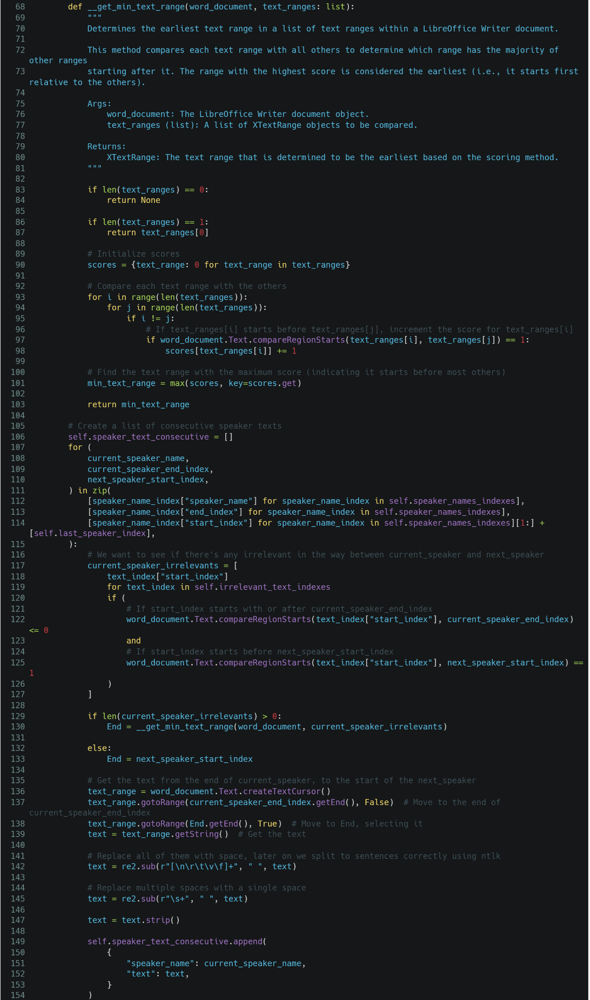 68         def __get_min_text_range(word_document, text_ranges: list):
69             """
70             Determines the earliest text range in a list of text ranges within a LibreOffice Writer document.
71
72             This method compares each text range with all others to determine which range has the majority of
other ranges
73             starting after it. The range with the highest score is considered the earliest (i.e., it starts first
relative to the others).
74
75             Args:
76                 word_document: The LibreOffice Writer document object.
77                 text_ranges (list): A list of XTextRange objects to be compared.
78
79             Returns:
80                 XTextRange: The text range that is determined to be the earliest based on the scoring method.
81             """
82
83             if len(text_ranges) == 0:
84                 return None
85
86             if len(text_ranges) == 1:
87                 return text_ranges[0]
88
89             # Initialize scores
90             scores = {text_range: 0 for text_range in text_ranges}
91
92             # Compare each text range with the others
93             for i in range(len(text_ranges)):
94                 for j in range(len(text_ranges)):
95                     if i != j:
96                         # If text_ranges[i] starts before text_ranges[j], increment the score for text_ranges[i]
97                         if word_document.Text.compareRegionStarts(text_ranges[i], text_ranges[j]) == 1:
98                             scores[text_ranges[i]] += 1
99
100             # Find the text range with the maximum score (indicating it starts before most others)
101             min_text_range = max(scores, key=scores.get)
102
103             return min_text_range
104
105         # Create a list of consecutive speaker texts
106         self.speaker_text_consecutive = []
107         for (
108             current_speaker_name,
109             current_speaker_end_index,
110             next_speaker_start_index,
111         ) in zip(
112             [speaker_name_index["speaker_name"] for speaker_name_index in self.speaker_names_indexes],
113             [speaker_name_index["end_index"] for speaker_name_index in self.speaker_names_indexes],
114             [speaker_name_index["start_index"] for speaker_name_index in self.speaker_names_indexes][1:] +
[self.last_speaker_index],
115         ):
116             # We want to see if there's any irrelevant in the way between current_speaker and next_speaker
117             current_speaker_irrelevants = [
118                 text_index["start_index"]
119                 for text_index in self.irrelevant_text_indexes
120                 if (
121                     # If start_index starts with or after current_speaker_end_index
122                     word_document.Text.compareRegionStarts(text_index["start_index"], current_speaker_end_index)
<= 0
123                     and
124                     # If start_index starts before next_speaker_start_index
125                     word_document.Text.compareRegionStarts(text_index["start_index"], next_speaker_start_index) ==
1
126                 )
127             ]
128
129             if len(current_speaker_irrelevants) > 0:
130                 End = __get_min_text_range(word_document, current_speaker_irrelevants)
131
132             else:
133                 End = next_speaker_start_index
134
135             # Get the text from the end of current_speaker, to the start of the next_speaker
136             text_range = word_document.Text.createTextCursor()
137             text_range.gotoRange(current_speaker_end_index.getEnd(), False)  # Move to the end of
current_speaker_end_index
138             text_range.gotoRange(End.getEnd(), True)  # Move to End, selecting it
139             text = text_range.getString()  # Get the text
140
141             # Replace all of them with space, later on we split to sentences correctly using ntlk
142             text = re2.sub(r"[\n\r\t\v\f]+", " ", text)
143
144             # Replace multiple spaces with a single space
145             text = re2.sub(r"\s+", " ", text)
146
147             text = text.strip()
148
149             self.speaker_text_consecutive.append(
150                 {
151                     "speaker_name": current_speaker_name,
152                     "text": text,
153                 }
154             )